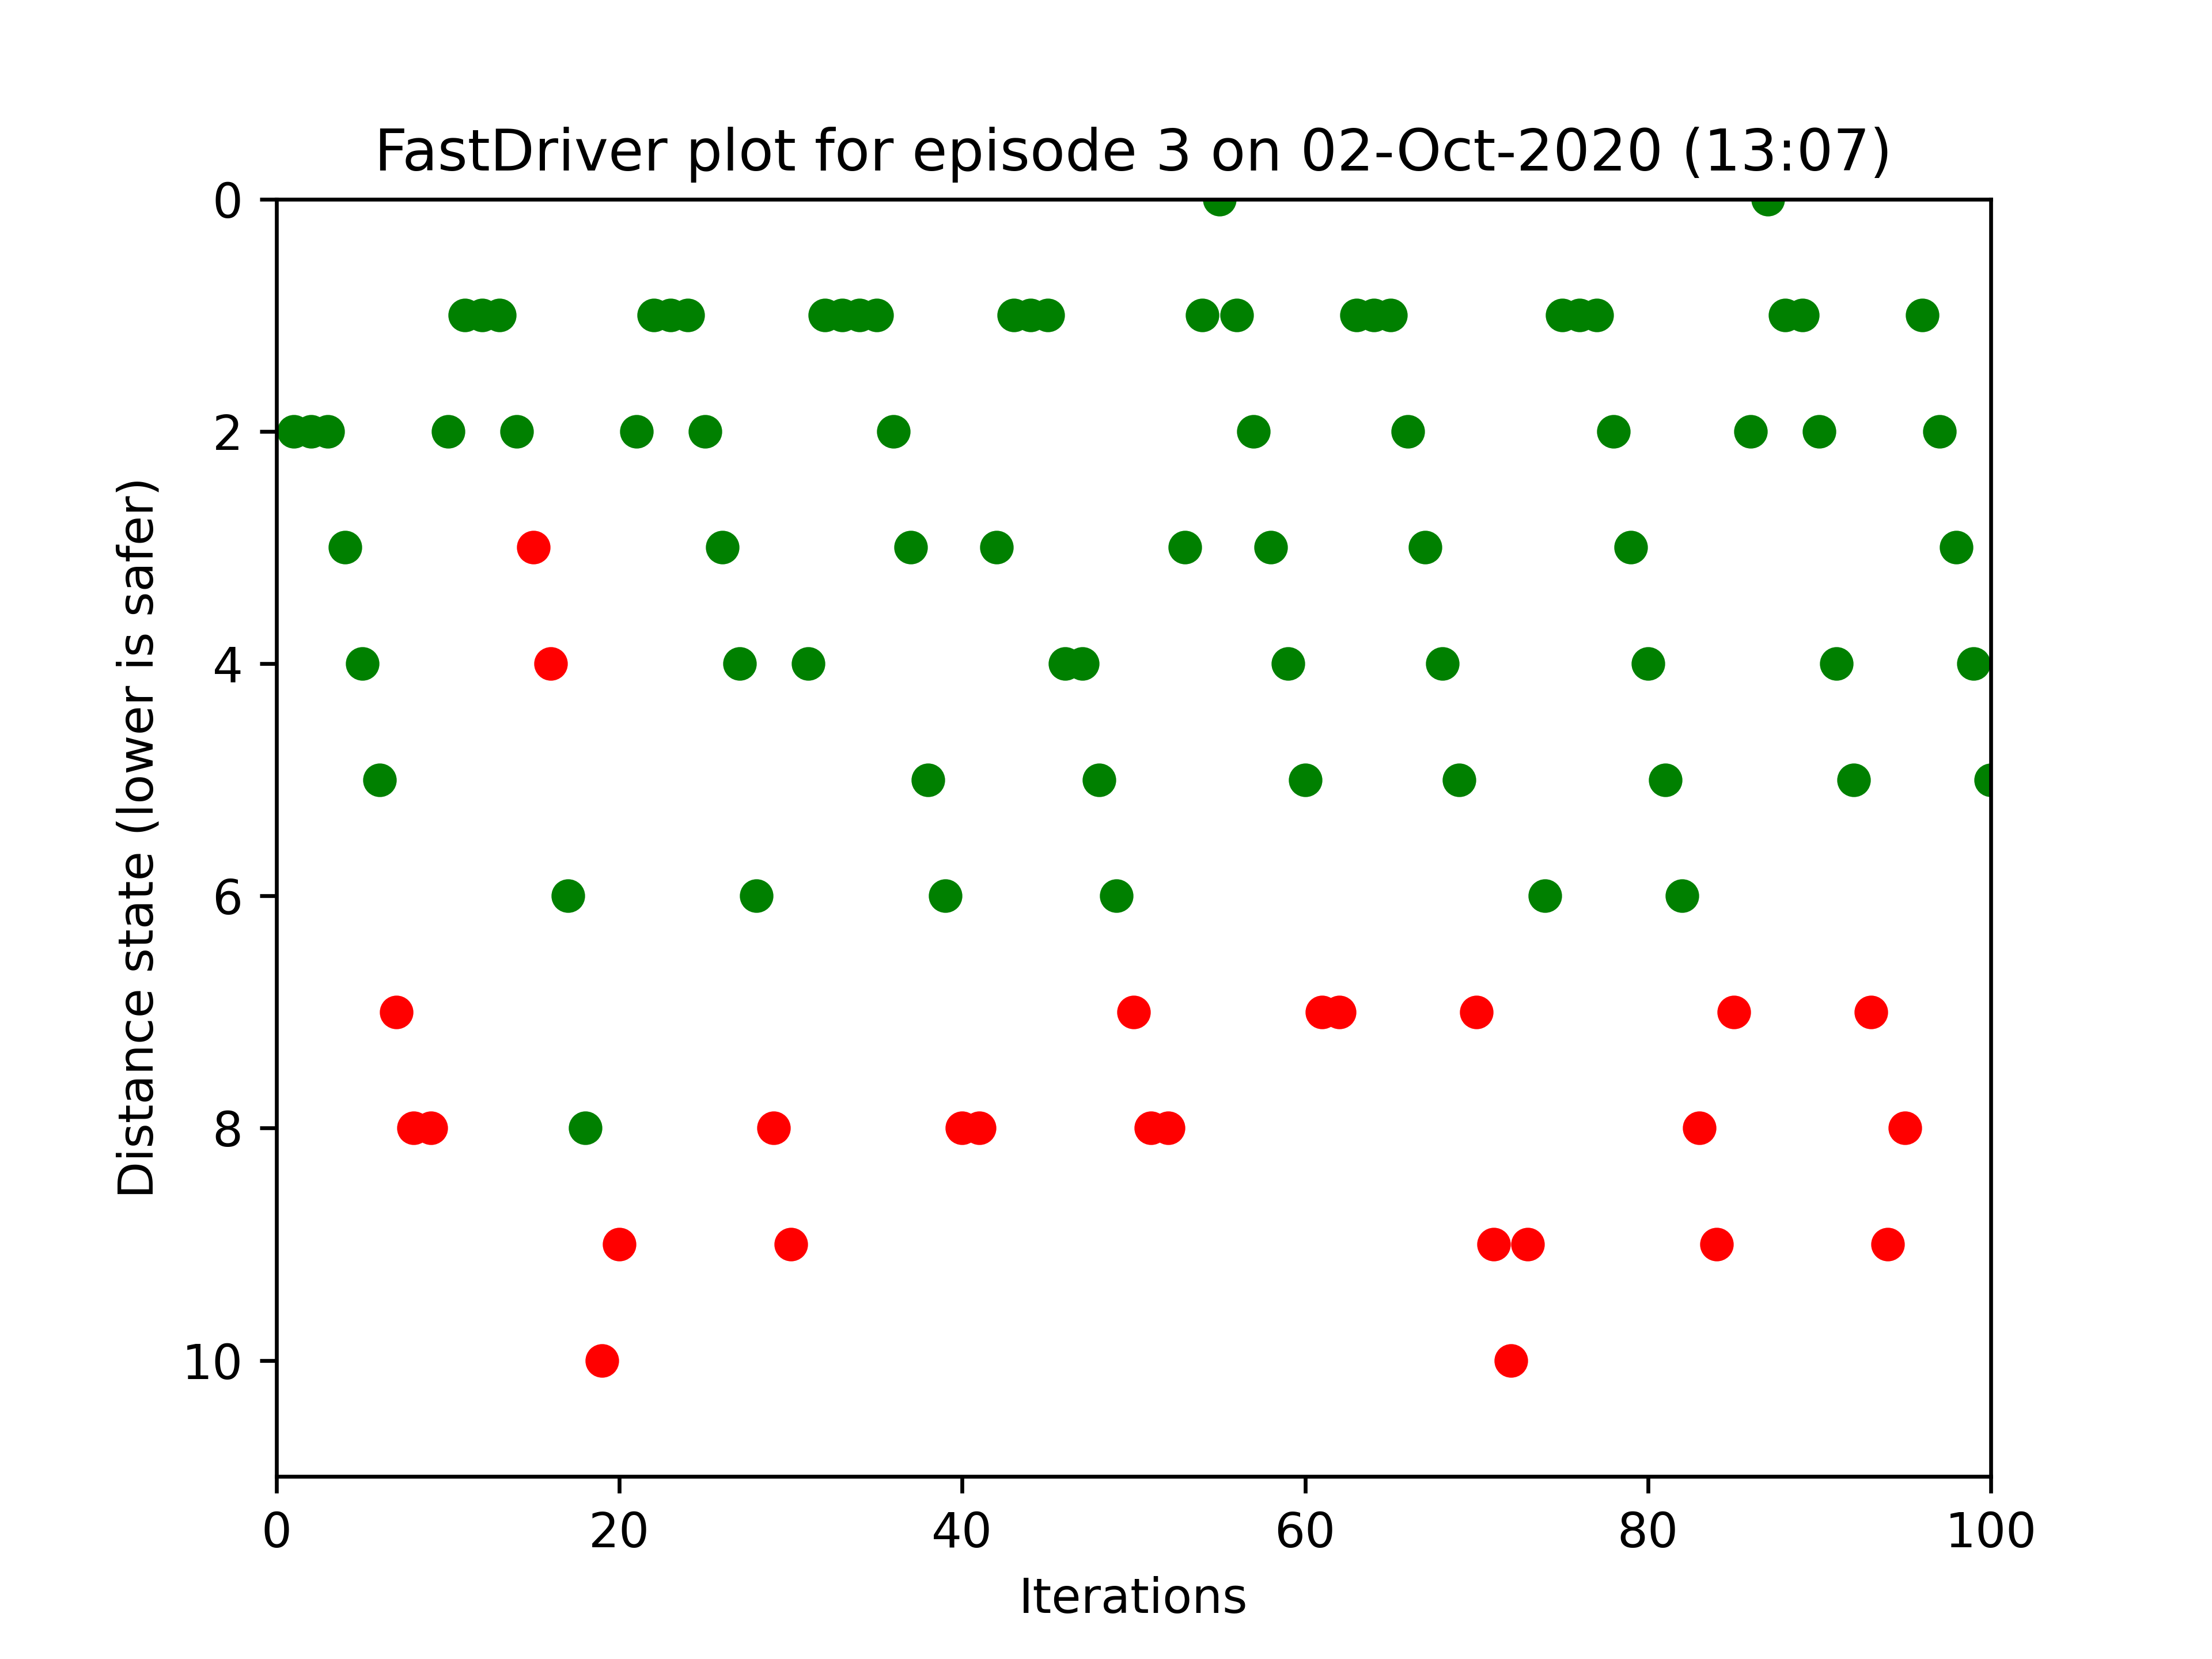 FastDriver plot for episode 3 on 02-Oct-2020 (13:07)
Distance state (lower is safer)
0
2
4
6
8
10
0 20 40 60 80 100
Iterations